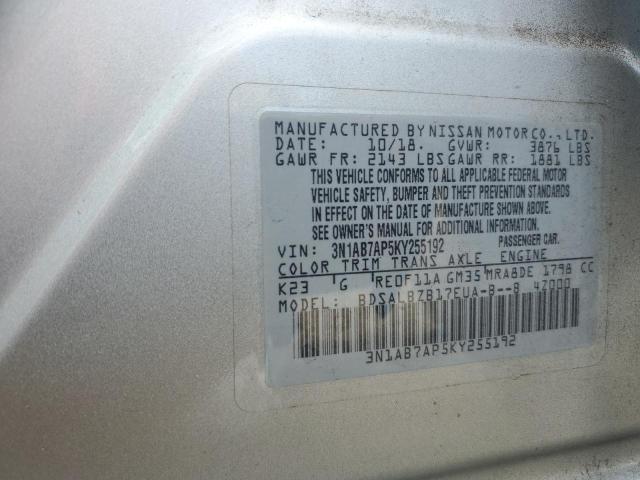 MANUFACTURED BY NISSAN MOTOR CO., LTD.
DATE: 10/18. GVWR: 3876 LBS
GAWR FR: 2143 LBS GAWR RR: 1881 LBS
THIS VEHICLE CONFORMS TO ALL APPLICABLE FEDERAL MOTOR
VEHICLE SAFETY, BUMPER AND THEFT PREVENTION STANDARDS
IN EFFECT ON THE DATE OF MANUFACTURE SHOWN ABOVE.
SEE OWNER'S MANUAL FOR ADDITIONAL INFORMATION.
VIN: 3N1AB7AP5KY255192 PASSENGER CAR.
COLOR TRIM TRANS AXLE ENGINE
K23 G RE0F11A GM35 MRA8DE 1798 CC
MODEL: BDSALBZB17EUA-B--B 4Z000
3N1AB7AP5KY255192